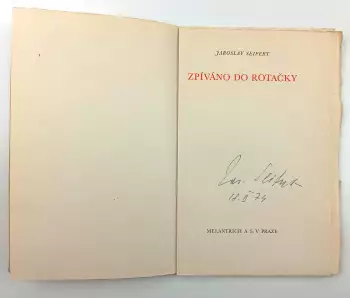 JAROSLAV SEIFERT
ZPÍVÁNO DO ROTAČKY
Jar. Seifert
MELANTRICH A S. V PRAZE